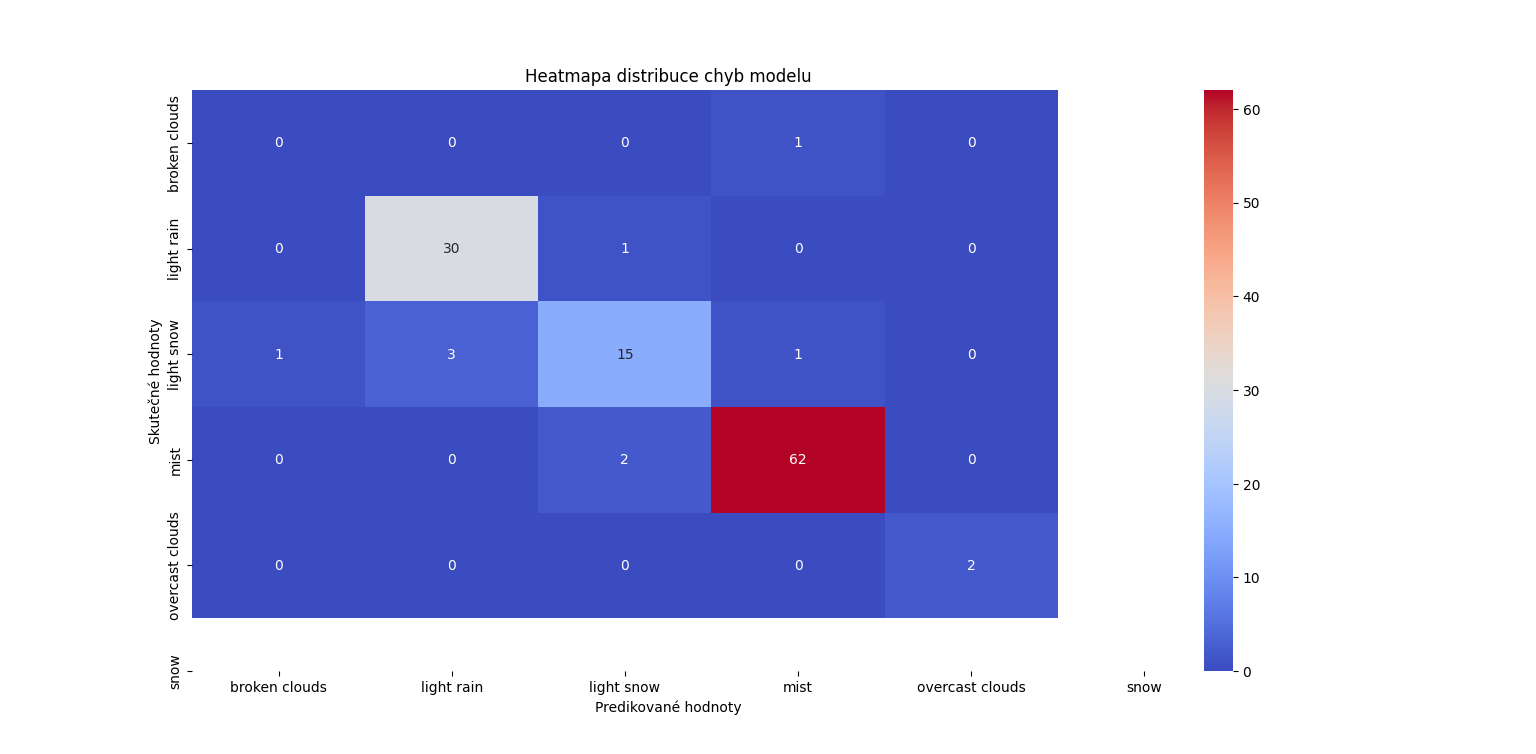 Heatmapa distribuce chyb modelu
Skutečné hodnoty
broken clouds 0 0 0 1 0
light rain 0 30 1 0 0
light snow 1 3 15 1 0
mist 0 0 2 62 0
overcast clouds 0 0 0 0 2
snow
broken clouds light rain light snow mist overcast clouds snow
Predikované hodnoty
60
50
40
30
20
10
0